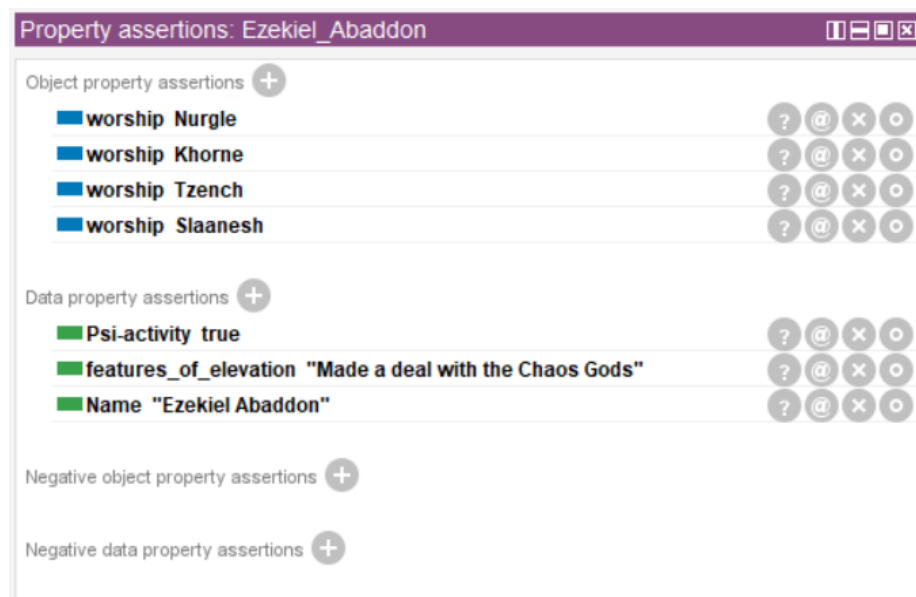 Property assertions: Ezekiel_Abaddon
Object property assertions
worship Nurgle
worship Khorne
worship Tzench
worship Slaanesh
Data property assertions
Psi-activity true
features_of_elevation "Made a deal with the Chaos Gods"
Name "Ezekiel Abaddon"
Negative object property assertions
Negative data property assertions